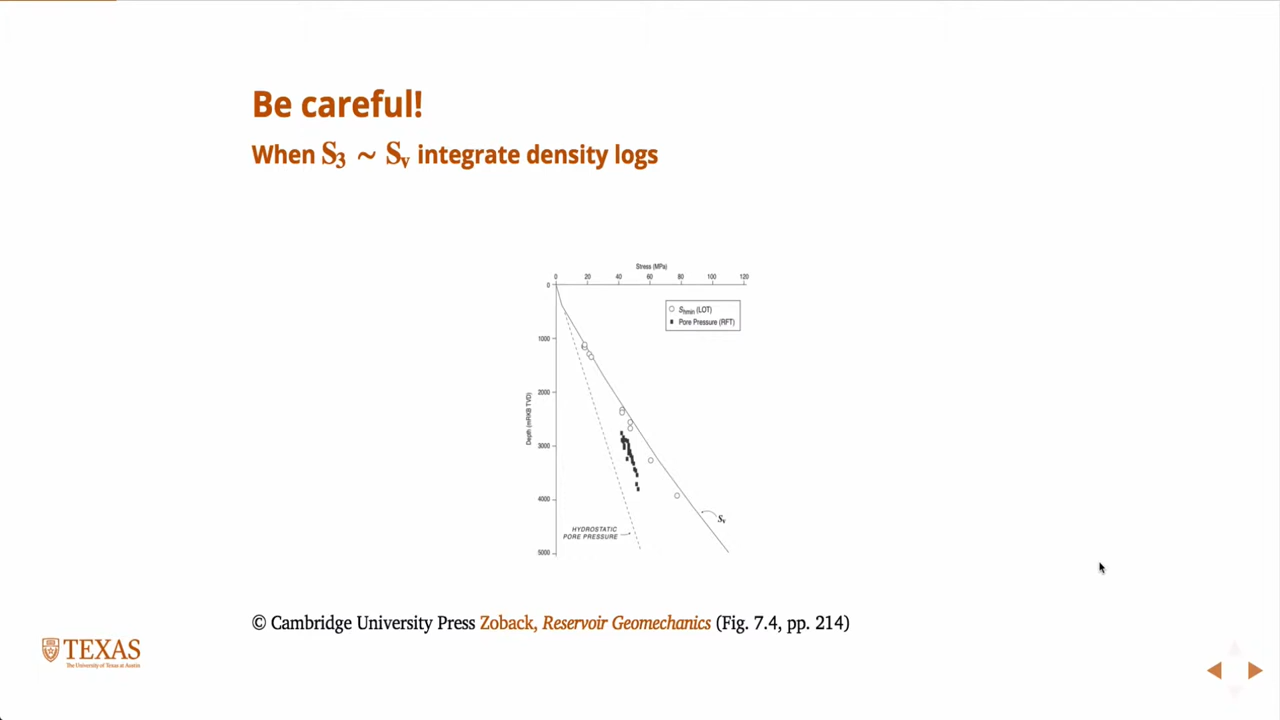 Be careful!
When S₃ ~ Sᵥ integrate density logs
Stress (MPa)
0 20 40 60 80 100 120
0
Shmin (LOT)
Pore Pressure (RFT)
1000
2000
Depth (mRKB TVD)
3000
4000
Sv
HYDROSTATIC
PORE PRESSURE
5000
© Cambridge University Press Zoback, Reservoir Geomechanics (Fig. 7.4, pp. 214)
TEXAS
The University of Texas at Austin